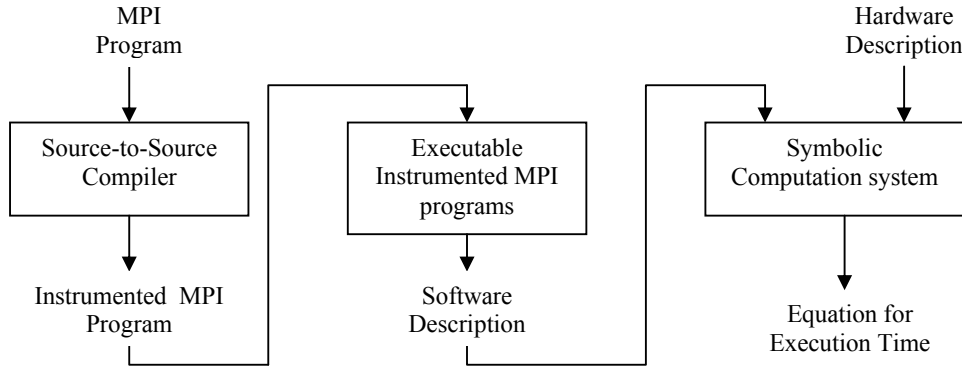 MPI
Program
Hardware
Description
Source-to-Source
Compiler
Executable
Instrumented MPI
programs
Symbolic
Computation system
Instrumented MPI
Program
Software
Description
Equation for
Execution Time